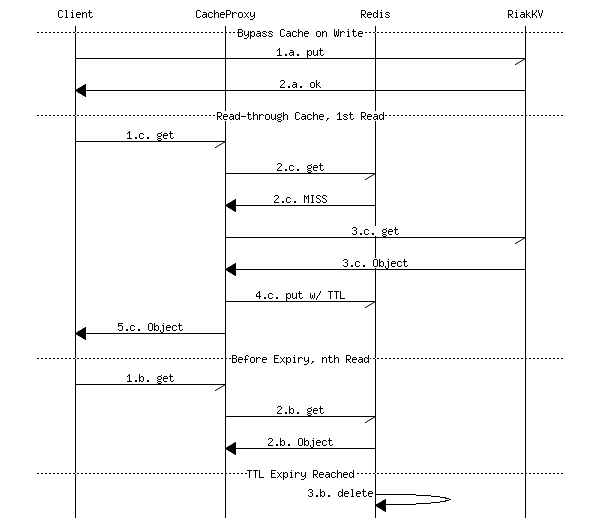 Client CacheProxy Redis RiakKV
Bypass Cache on Write
1.a. put
2.a. ok
Read-through Cache, 1st Read
1.c. get
2.c. get
2.c. MISS
3.c. get
3.c. Object
4.c. put w/ TTL
5.c. Object
Before Expiry, nth Read
1.b. get
2.b. get
2.b. Object
TTL Expiry Reached
3.b. delete